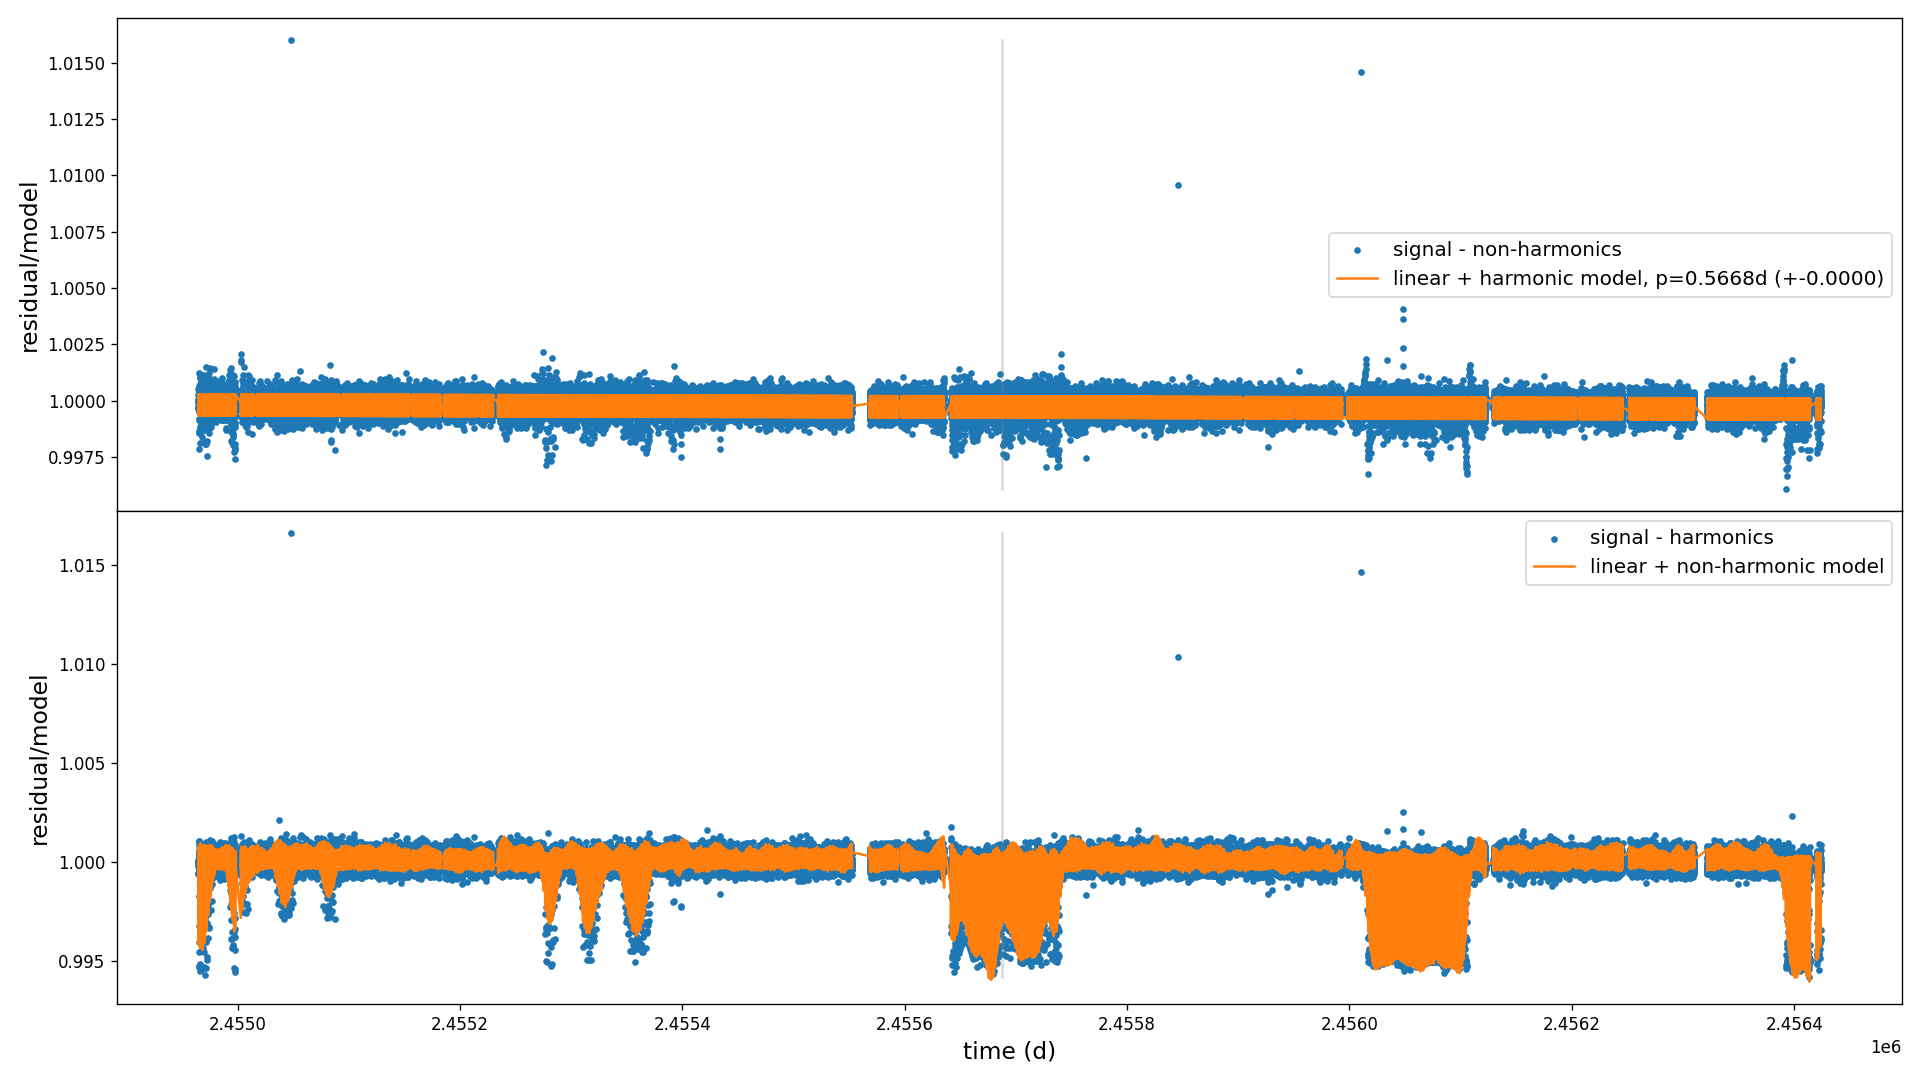 1.0150
1.0125
1.0100
1.0075
1.0050
1.0025
1.0000
0.9975
residual/model
signal - non-harmonics
linear + harmonic model, p=0.5668d (+-0.0000)
1.015
1.010
1.005
1.000
0.995
residual/model
signal - harmonics
linear + non-harmonic model
2.4550
2.4552
2.4554
2.4556
2.4558
2.4560
2.4562
2.4564
1e6
time (d)